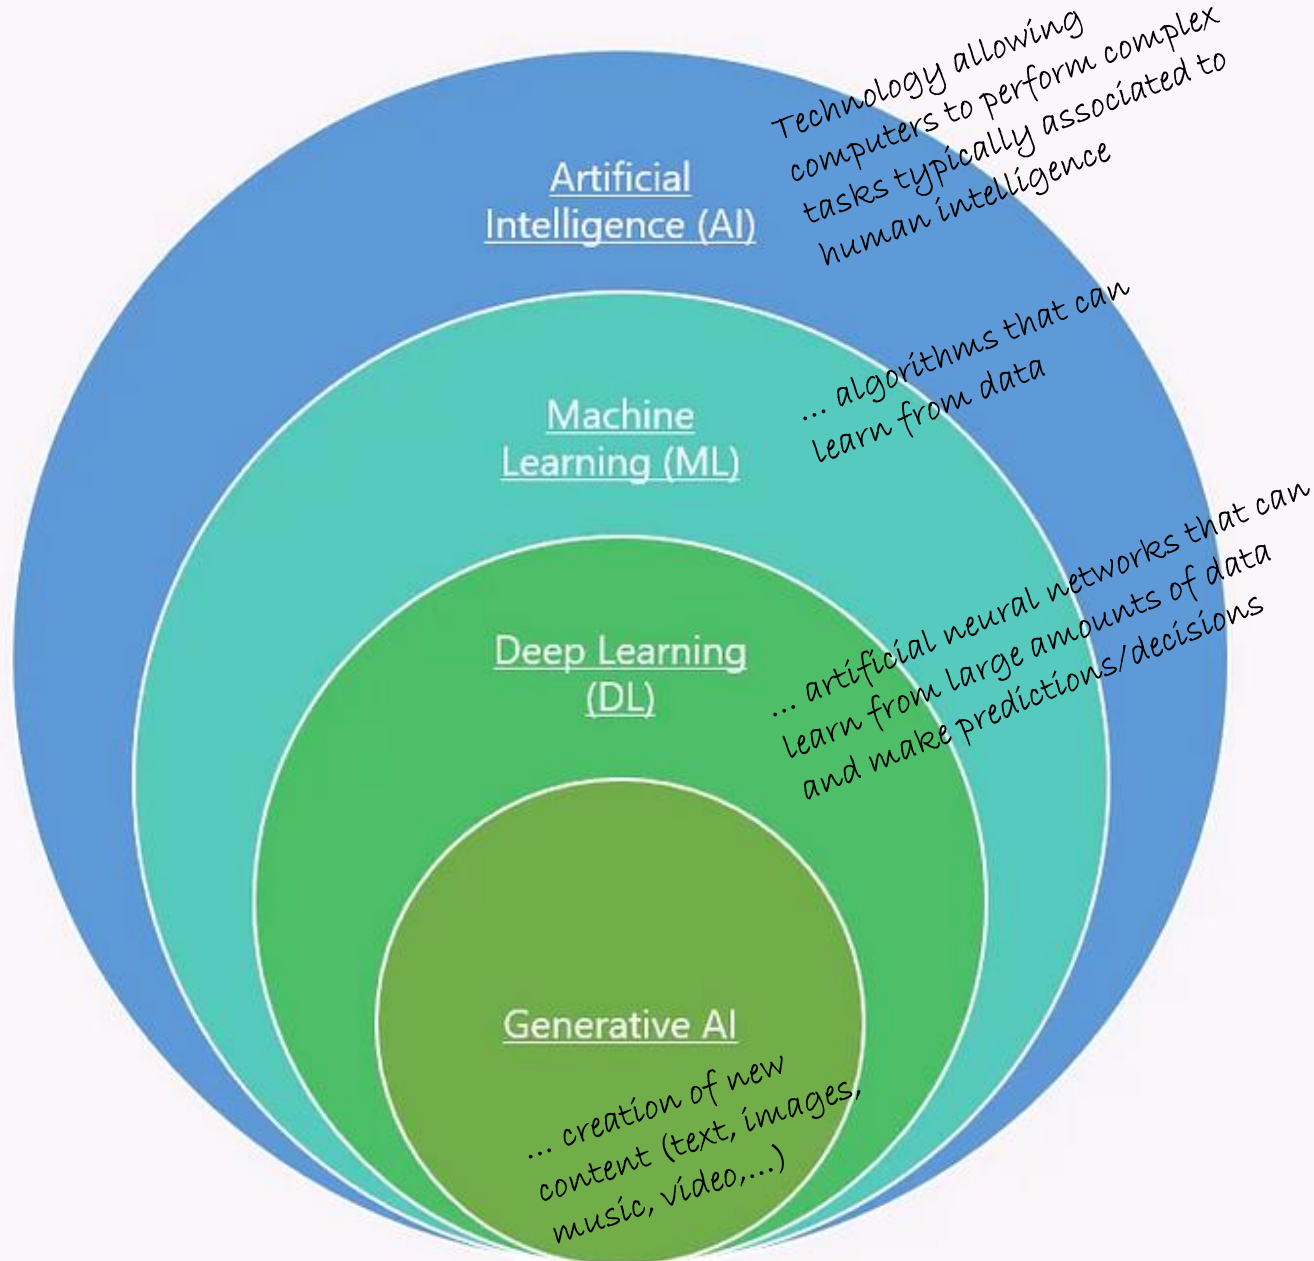 Technology allowing
computers to perform complex
tasks typically associated to
human intelligence
Artificial
Intelligence (AI)
... algorithms that can
learn from data
Machine
Learning (ML)
... artificial neural networks that can
learn from large amounts of data
and make predictions/decisions
Deep Learning
(DL)
Generative AI
... creation of new
content (text, images,
music, video,...)